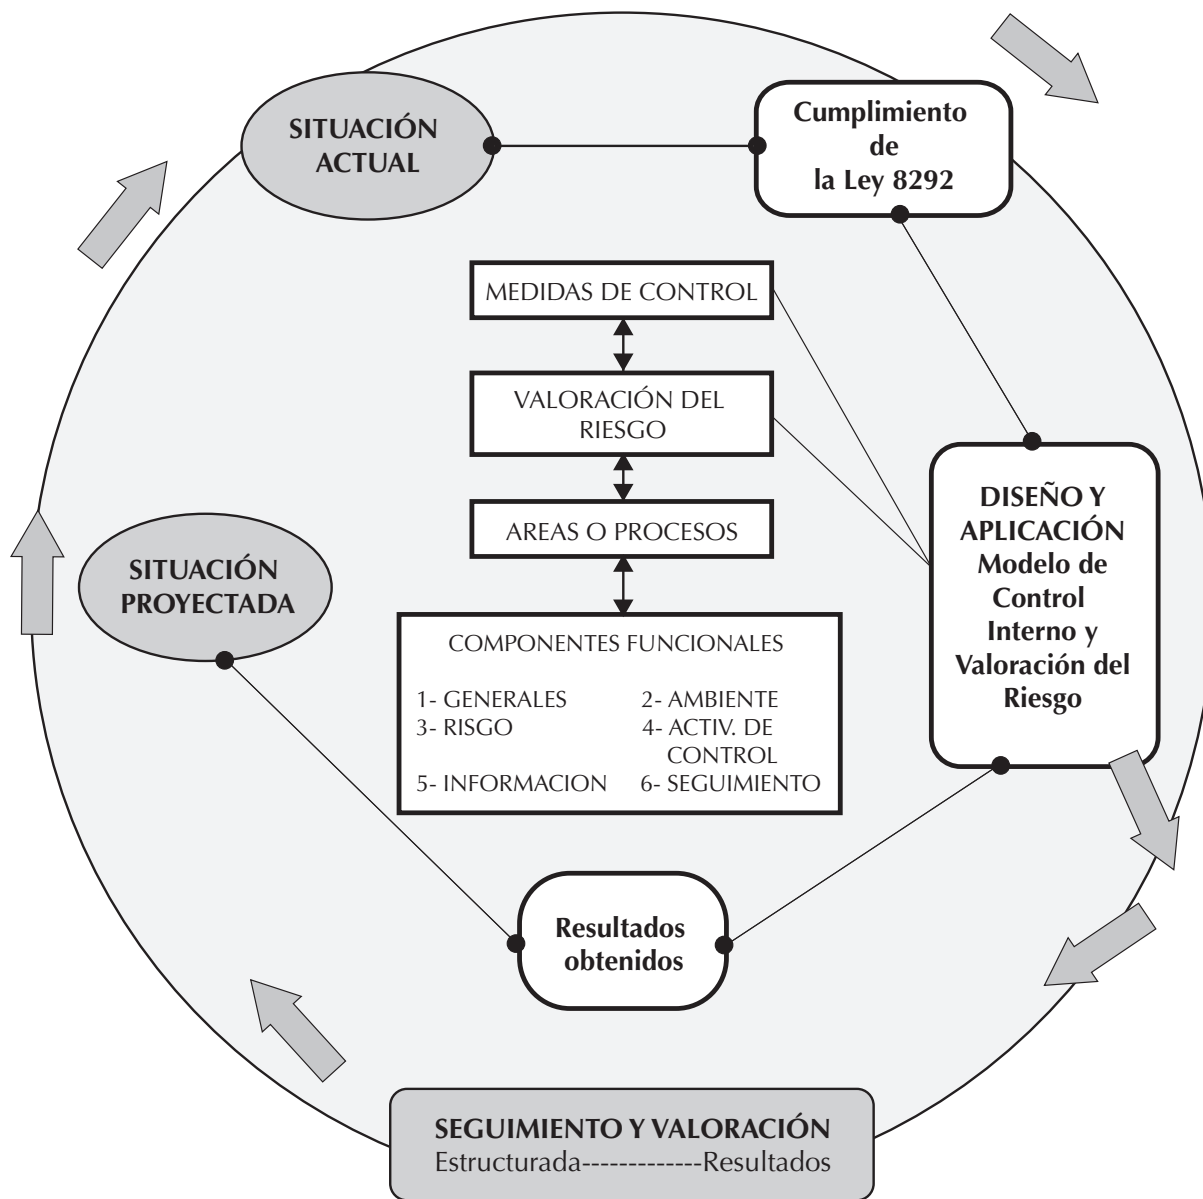 SITUACIÓN
ACTUAL
Cumplimiento
de
la Ley 8292
MEDIDAS DE CONTROL
VALORACIÓN DEL
RIESGO
AREAS O PROCESOS
COMPONENTES FUNCIONALES
1- GENERALES 2- AMBIENTE
3- RISGO 4- ACTIV. DE
CONTROL
5- INFORMACION 6- SEGUIMIENTO
DISEÑO Y
APLICACIÓN
Modelo de
Control
Interno y
Valoración del
Riesgo
SITUACIÓN
PROYECTADA
Resultados
obtenidos
SEGUIMIENTO Y VALORACIÓN
Estructurada-------------Resultados